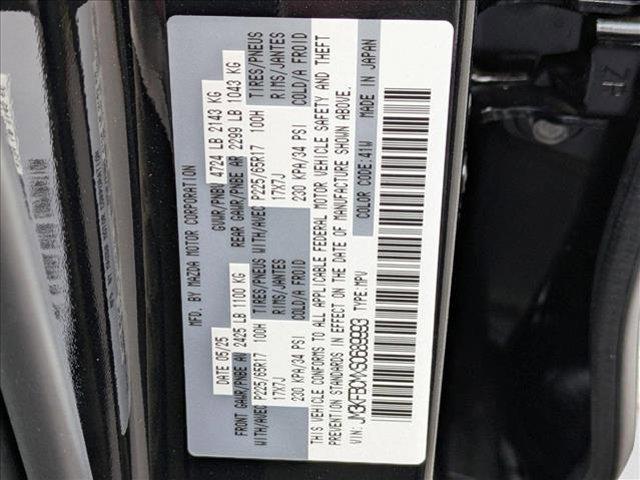 MFD. BY MAZDA MOTOR CORPORATION
DATE 05/25 GVWR/PNBV 4724 LB 2143 KG
FRONT GAWR/PNBE AV 2425 LB 1100 KG REAR GAWR/PNBE AR 2299 LB 1043 KG
WITH/AVEC P225/65R17 100H TIRES/PNEUS WITH/AVEC P225/65R17 100H TIRES/PNEUS
17X7J RIMS/JANTES 17X7J RIMS/JANTES
230 KPA/34 PSI COLD/A FROID 230 KPA/34 PSI COLD/A FROID
THIS VEHICLE CONFORMS TO ALL APPLICABLE FEDERAL MOTOR VEHICLE SAFETY AND THEFT
PREVENTION STANDARDS IN EFFECT ON THE DATE OF MANUFACTURE SHOWN ABOVE.
VIN: TYPE:MPV COLOR CODE:41W MADE IN JAPAN